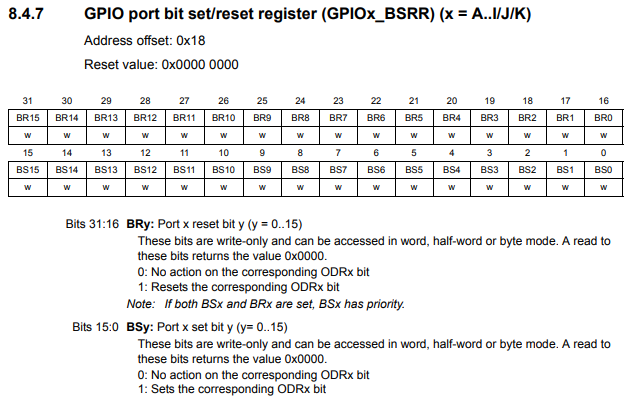 8.4.7 GPIO port bit set/reset register (GPIOx_BSRR) (x = A..I/J/K)
Address offset: 0x18
Reset value: 0x0000 0000
31 30 29 28 27 26 25 24 23 22 21 20 19 18 17 16
BR15 BR14 BR13 BR12 BR11 BR10 BR9 BR8 BR7 BR6 BR5 BR4 BR3 BR2 BR1 BR0
w w w w w w w w w w w w w w w w
15 14 13 12 11 10 9 8 7 6 5 4 3 2 1 0
BS15 BS14 BS13 BS12 BS11 BS10 BS9 BS8 BS7 BS6 BS5 BS4 BS3 BS2 BS1 BS0
w w w w w w w w w w w w w w w w
Bits 31:16 BRy: Port x reset bit y (y = 0..15)
These bits are write-only and can be accessed in word, half-word or byte mode. A read to
these bits returns the value 0x0000.
0: No action on the corresponding ODRx bit
1: Resets the corresponding ODRx bit
Note: If both BSx and BRx are set, BSx has priority.
Bits 15:0 BSy: Port x set bit y (y= 0..15)
These bits are write-only and can be accessed in word, half-word or byte mode. A read to
these bits returns the value 0x0000.
0: No action on the corresponding ODRx bit
1: Sets the corresponding ODRx bit